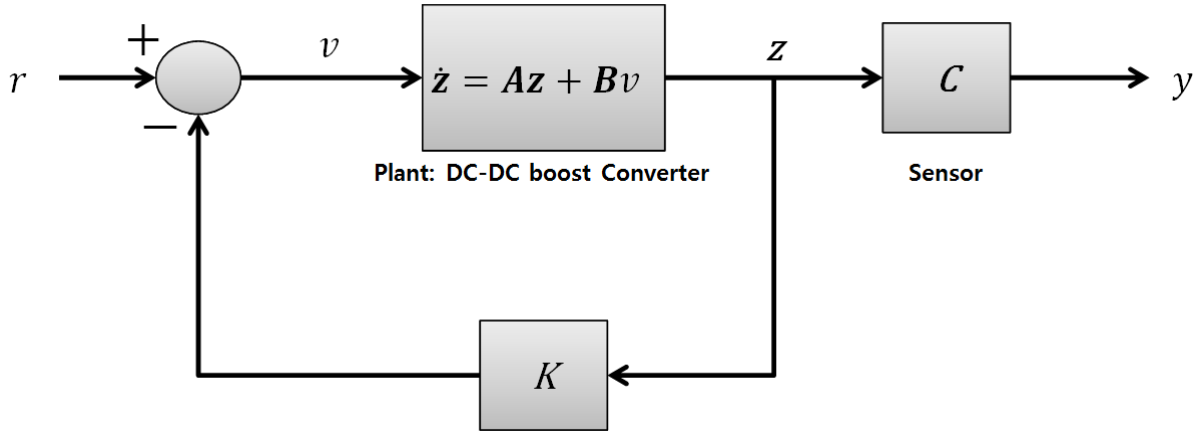 +
r
v
ż = Az + Bv
z
C
y
−
Plant: DC-DC boost Converter
Sensor
K